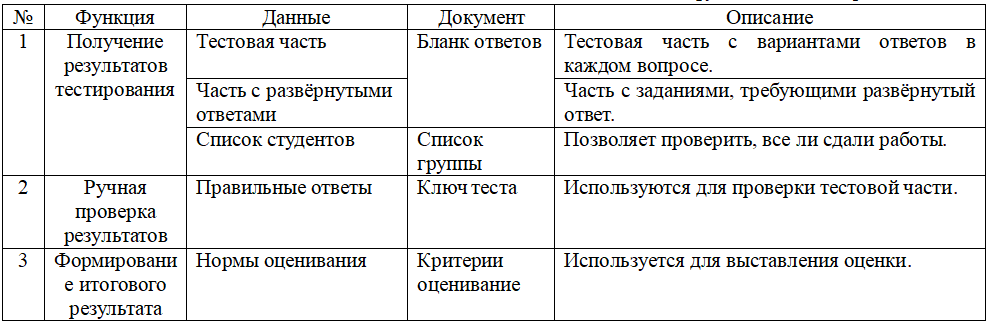 № Функция Данные Документ Описание
1 Получение результатов тестирования Тестовая часть Бланк ответов Тестовая часть с вариантами ответов в каждом вопросе.
Часть с развёрнутыми ответами Часть с заданиями, требующими развёрнутый ответ.
Список студентов Список группы Позволяет проверить, все ли сдали работы.
2 Ручная проверка результатов Правильные ответы Ключ теста Используются для проверки тестовой части.
3 Формировани е итогового результата Нормы оценивания Критерии оценивание Используется для выставления оценки.